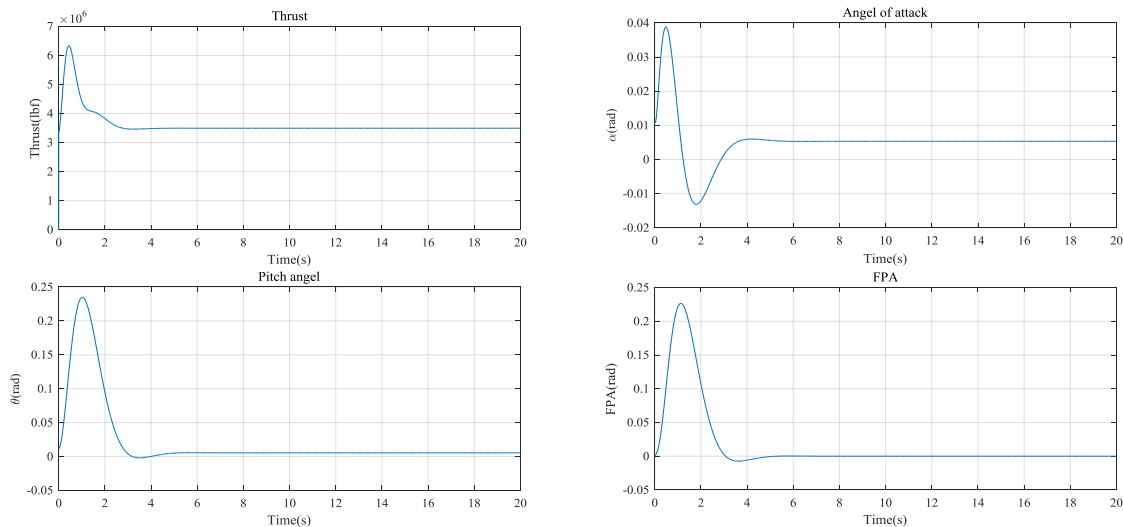 Thrust
×10⁶
7
6
5
4
3
2
1
0
Thrust(lbf)
0 2 4 6 8 10 12 14 16 18 20
Time(s)
Angel of attack
0.04
0.03
0.02
0.01
0
-0.01
-0.02
α(rad)
0 2 4 6 8 10 12 14 16 18 20
Time(s)
Pitch angel
0.25
0.2
0.15
0.1
0.05
0
-0.05
θ(rad)
0 2 4 6 8 10 12 14 16 18 20
Time(s)
FPA
0.25
0.2
0.15
0.1
0.05
0
-0.05
FPA(rad)
0 2 4 6 8 10 12 14 16 18 20
Time(s)